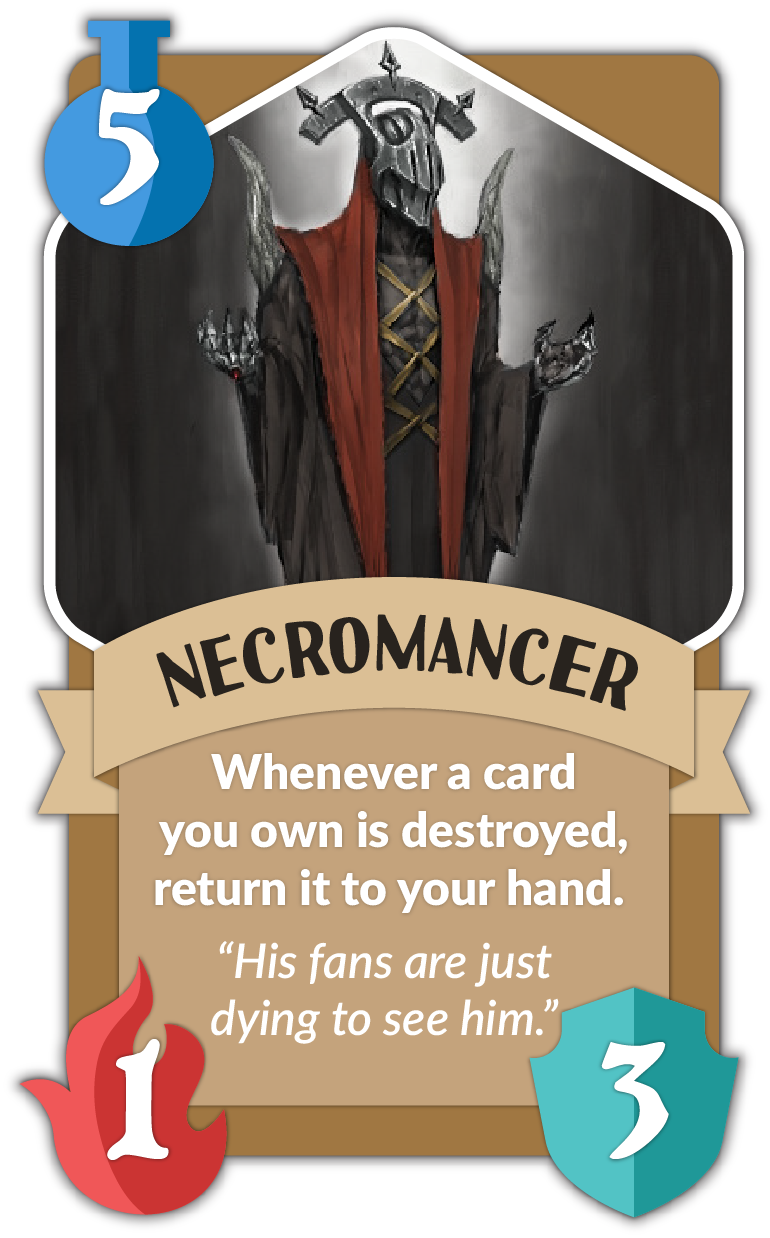 5
NECROMANCER
Whenever a card
you own is destroyed,
return it to your hand.
“His fans are just
dying to see him.”
1
3